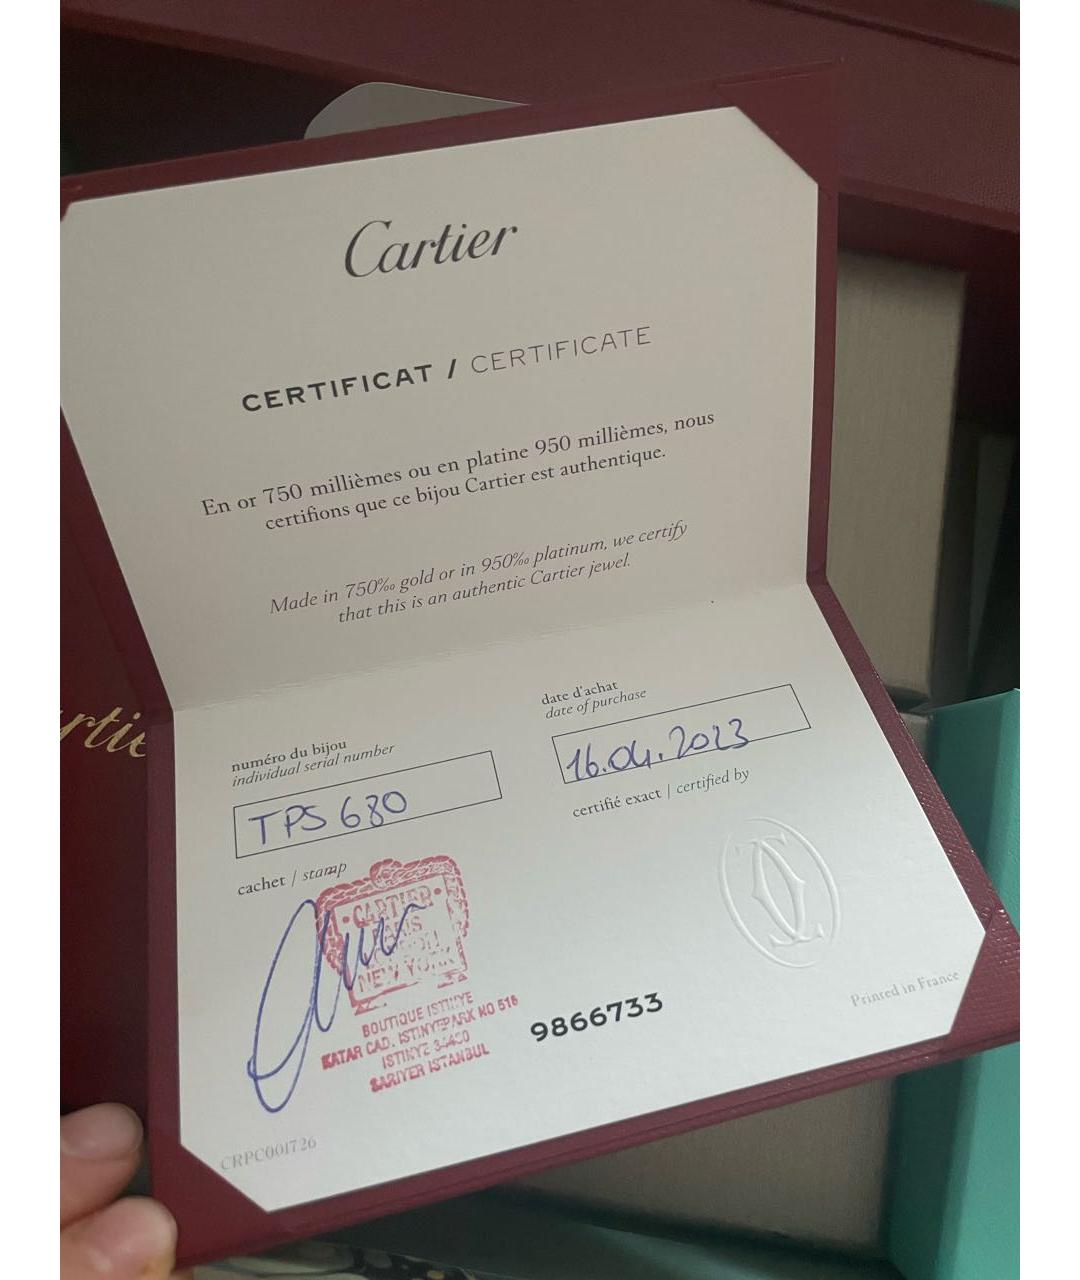 Cartier
CERTIFICAT / CERTIFICATE
En or 750 millièmes ou en platine 950 millièmes, nous
certifions que ce bijou Cartier est authentique.
Made in 750‰ gold or in 950‰ platinum, we certify
that this is an authentic Cartier jewel.
rtie
numéro du bijou
individual serial number
TPS 680
date d'achat
date of purchase
16.04.2023
certifié exact | certified by
cachet / stamp
CARTIER
PARIS
LONDON
NEW YORK
BOUTIQUE ISTINYE
KATAR CAD. ISTINYEPARK NO 516
ISTINYE 34460
SARIYER ISTANBUL
9866733
Printed in France
CRPC001726